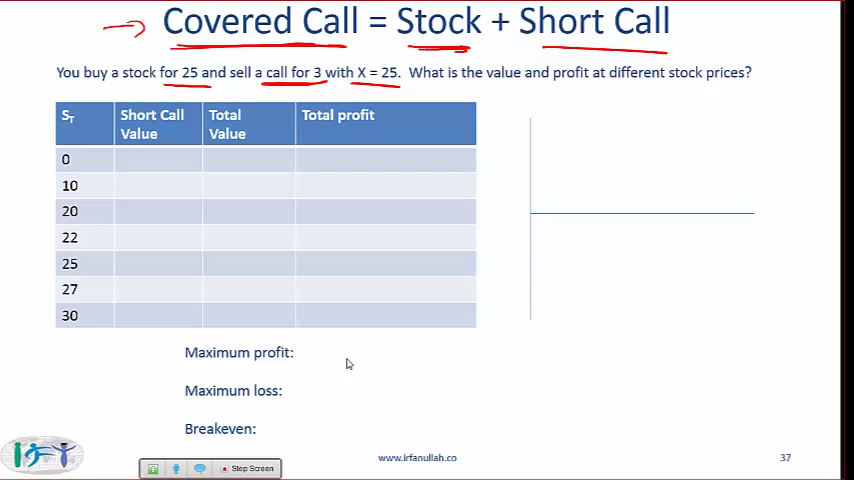 Covered Call = Stock + Short Call
You buy a stock for 25 and sell a call for 3 with X = 25. What is the value and profit at different stock prices?
S_T Short Call Value Total Value Total profit
0
10
20
22
25
27
30
Maximum profit:
Maximum loss:
Breakeven:
IFT
Stop Screen
www.irfanullah.co
37